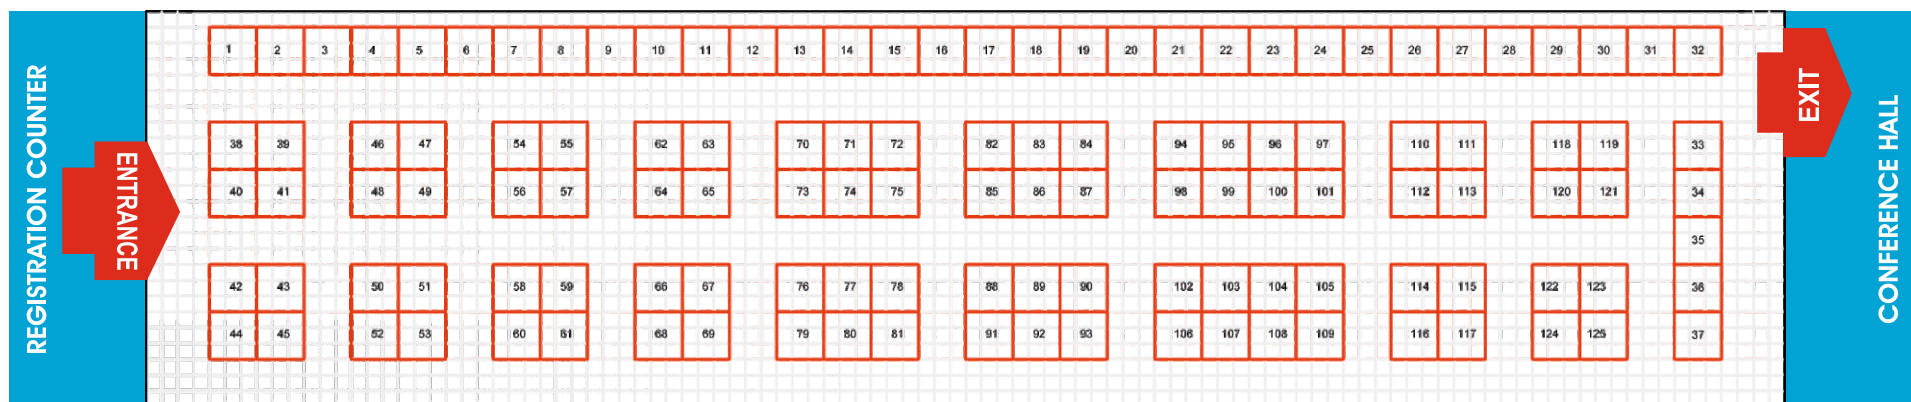 REGISTRATION COUNTER
ENTRANCE
1 2 3 4 5 6 7 8 9 10 11 12 13 14 15 16 17 18 19 20 21 22 23 24 25 26 27 28 29 30 31 32
38 39 46 47 54 55 62 63 70 71 72 82 83 84 94 95 96 97 110 111 118 119 33
40 41 48 49 56 57 64 65 73 74 75 85 86 87 98 99 100 101 112 113 120 121 34
35
42 43 50 51 58 59 66 67 76 77 78 88 89 90 102 103 104 105 114 115 122 123 36
44 45 52 53 60 61 68 69 79 80 81 91 92 93 106 107 108 109 116 117 124 125 37
EXIT
CONFERENCE HALL